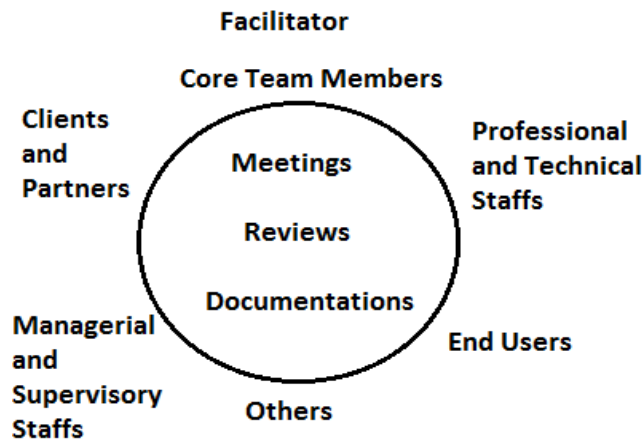 Facilitator
Core Team Members
Clients
and
Partners
Professional
and Technical
Staffs
Meetings
Reviews
Documentations
Managerial
and
Supervisory
Staffs
End Users
Others